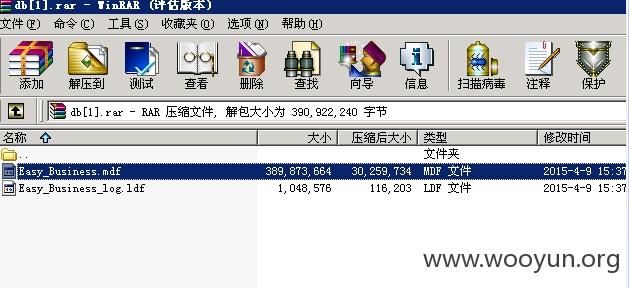 db[1].rar - WinRAR (评估版本)
文件(F) 命令(C) 工具(S) 收藏夹(O) 选项(N) 帮助(H)
添加 解压到 测试 查看 删除 查找 向导 信息 扫描病毒 注释 保护
db[1].rar - RAR 压缩文件, 解包大小为 390,922,240 字节
名称 大小 压缩后大小 类型 修改时间
.. 文件夹
Easy_Business.mdf 389,873,664 30,259,734 MDF 文件 2015-4-9 15:37
Easy_Business_log.ldf 1,048,576 116,203 LDF 文件 2015-4-9 15:37
www.wooyun.org